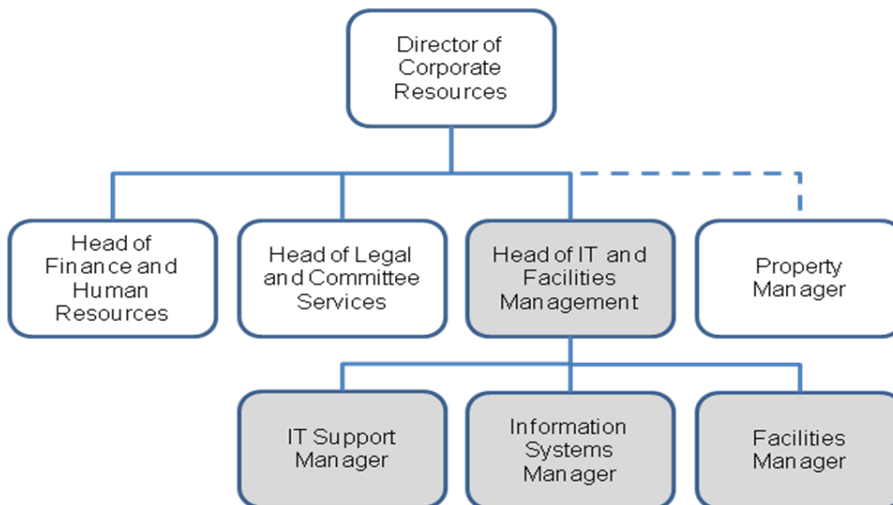 Director of
Corporate
Resources
Head of
Finance and
Human
Resources
Head of Legal
and Committee
Services
Head of IT and
Facilities
Management
Property
Manager
IT Support
Manager
Information
Systems
Manager
Facilities
Manager